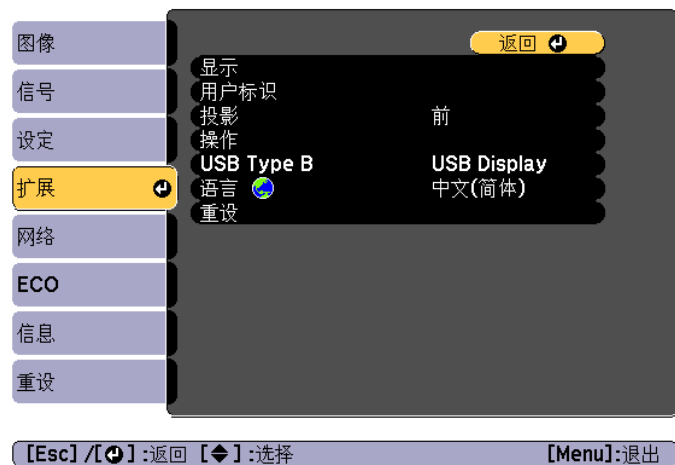 图像
信号
设定
扩展
网络
ECO
信息
重设
返回
显示
用户标识
投影 前
操作
USB Type B USB Display
语言 中文(简体)
重设
[Esc] /[ ] :返回 [ ] :选择 [Menu]:退出